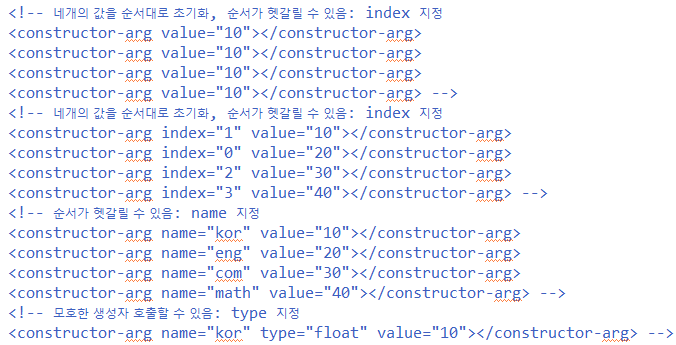 <!-- 네개의 값을 순서대로 초기화, 순서가 헷갈릴 수 있음: index 지정
<constructor-arg value="10"></constructor-arg>
<constructor-arg value="10"></constructor-arg>
<constructor-arg value="10"></constructor-arg>
<constructor-arg value="10"></constructor-arg> -->
<!-- 네개의 값을 순서대로 초기화, 순서가 헷갈릴 수 있음: index 지정
<constructor-arg index="1" value="10"></constructor-arg>
<constructor-arg index="0" value="20"></constructor-arg>
<constructor-arg index="2" value="30"></constructor-arg>
<constructor-arg index="3" value="40"></constructor-arg> -->
<!-- 순서가 헷갈릴 수 있음: name 지정
<constructor-arg name="kor" value="10"></constructor-arg>
<constructor-arg name="eng" value="20"></constructor-arg>
<constructor-arg name="com" value="30"></constructor-arg>
<constructor-arg name="math" value="40"></constructor-arg> -->
<!-- 모호한 생성자 호출할 수 있음: type 지정
<constructor-arg name="kor" type="float" value="10"></constructor-arg> -->